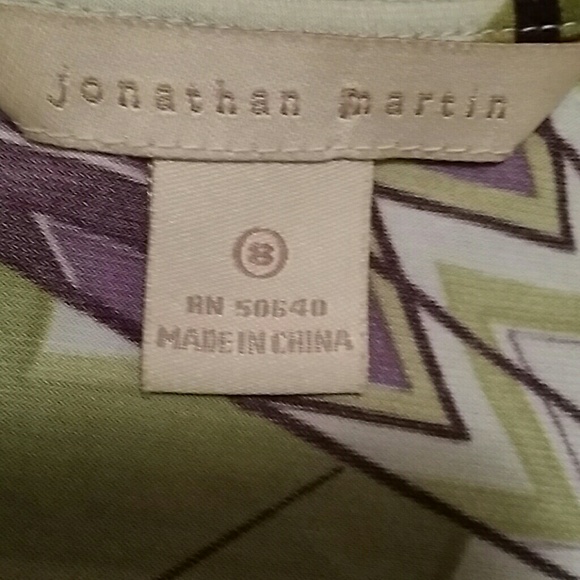 jonathan martin
8
RN 50640
MADE IN CHINA